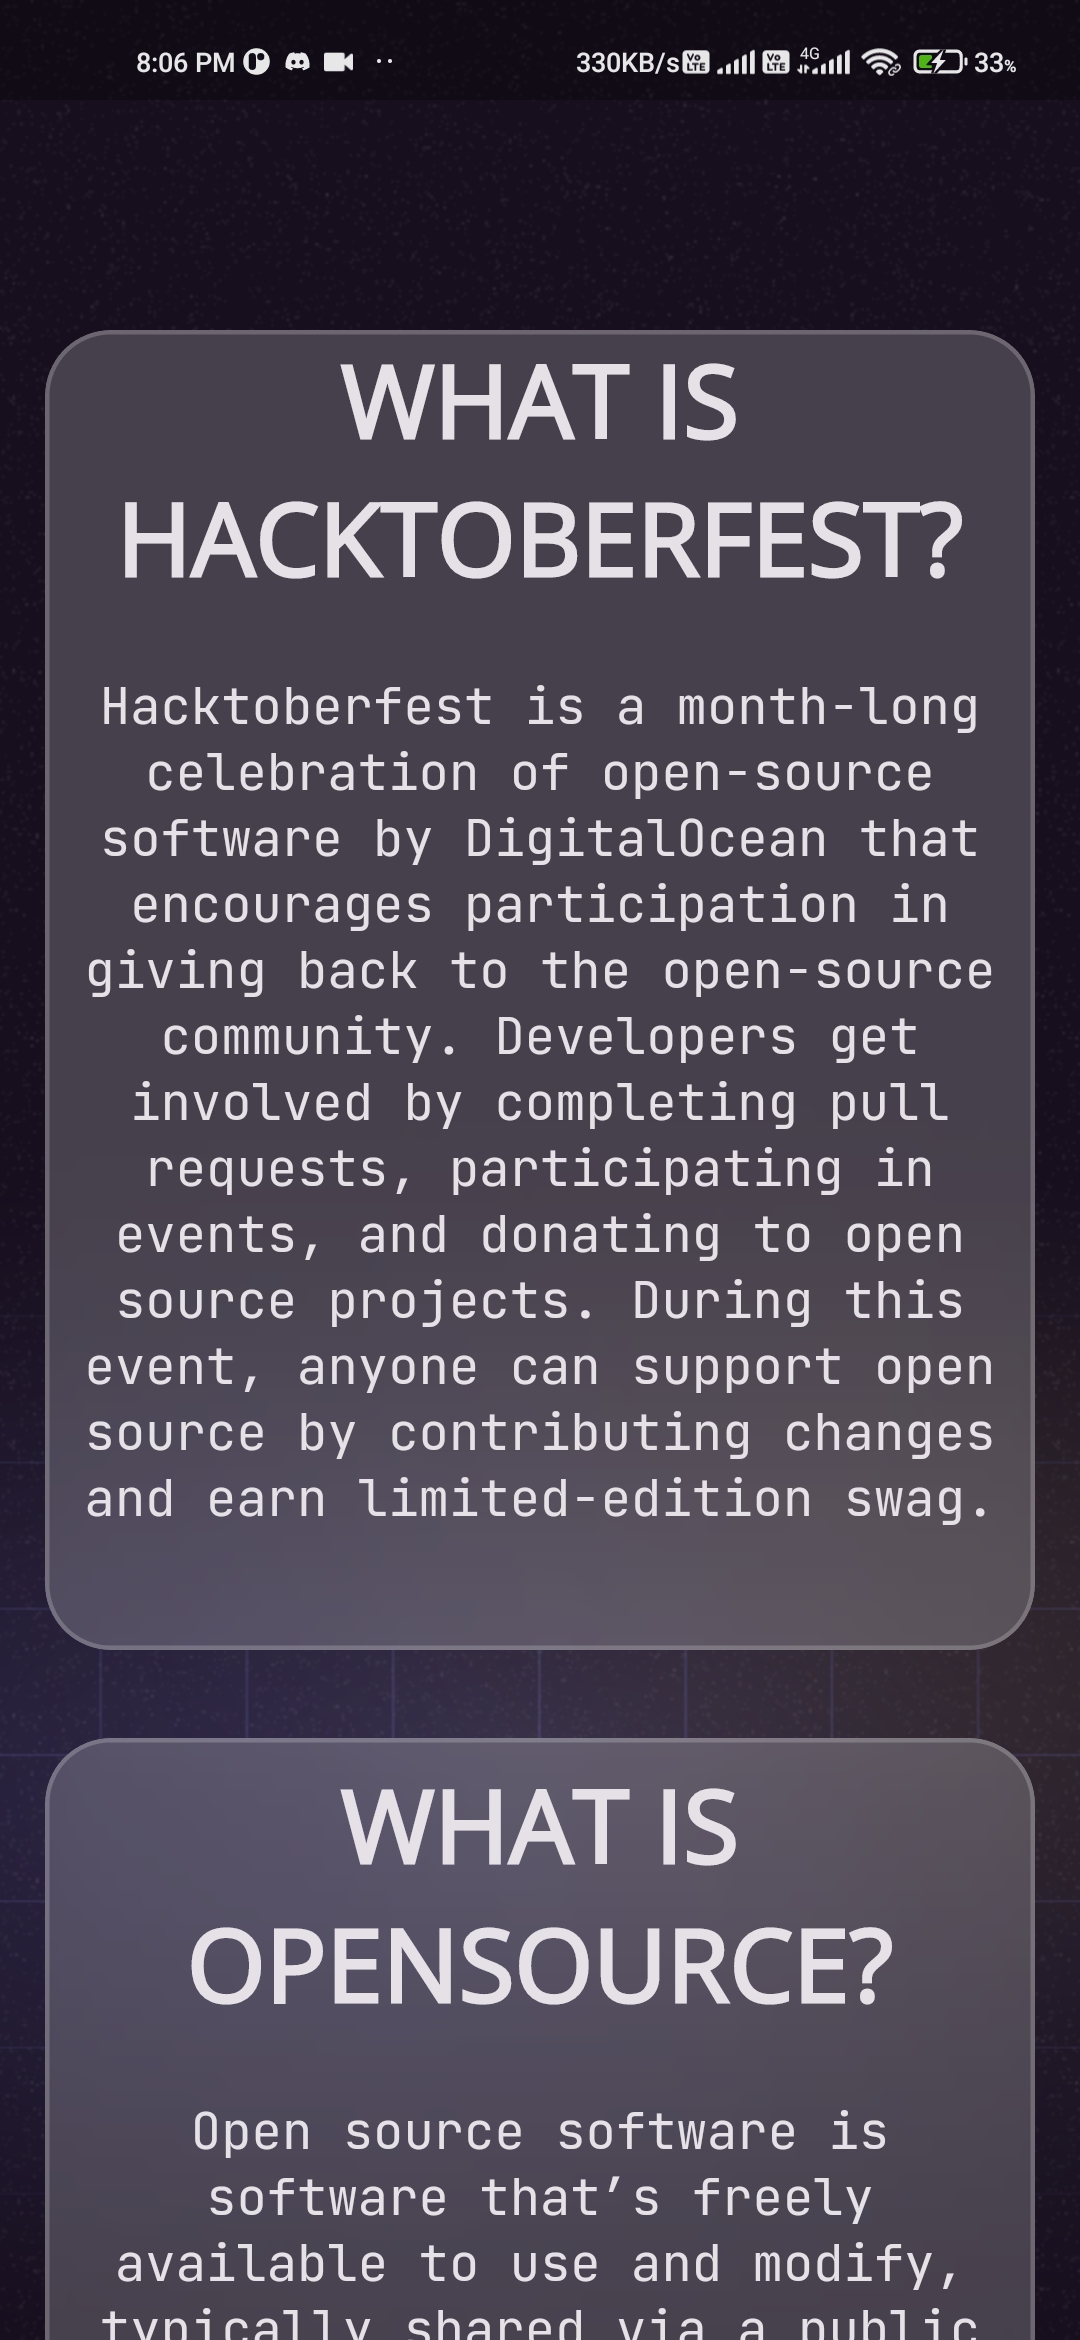 8:06 PM
330KB/s Vo LTE Vo LTE 4G 33%
WHAT IS
HACKTOBERFEST?
Hacktoberfest is a month-long
celebration of open-source
software by DigitalOcean that
encourages participation in
giving back to the open-source
community. Developers get
involved by completing pull
requests, participating in
events, and donating to open
source projects. During this
event, anyone can support open
source by contributing changes
and earn limited-edition swag.
WHAT IS
OPENSOURCE?
Open source software is
software that’s freely
available to use and modify,
typically shared via a public